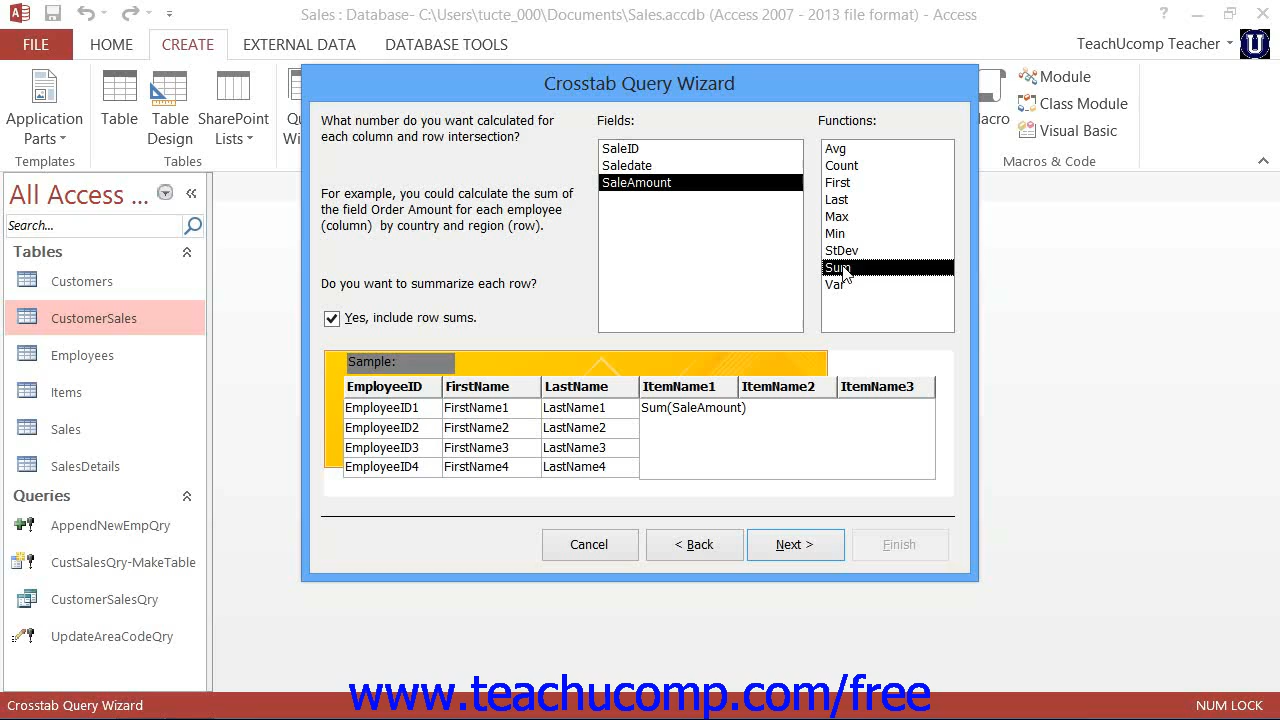 Sales : Database- C:\Users\tucte_000\Documents\Sales.accdb (Access 2007 - 2013 file format) - Access
FILE HOME CREATE EXTERNAL DATA DATABASE TOOLS TeachUcomp Teacher
Application Parts
Table
Table Design
SharePoint Lists
Module
Class Module
Visual Basic
Templates Tables Macros & Code
All Access ...
Search...
Tables
Customers
CustomerSales
Employees
Items
Sales
SalesDetails
Queries
AppendNewEmpQry
CustSalesQry-MakeTable
CustomerSalesQry
UpdateAreaCodeQry
Crosstab Query Wizard
What number do you want calculated for
each column and row intersection?
For example, you could calculate the sum of
the field Order Amount for each employee
(column) by country and region (row).
Do you want to summarize each row?
Yes, include row sums.
Fields:
SaleID
Saledate
SaleAmount
Functions:
Avg
Count
First
Last
Max
Min
StDev
Sum
Var
Sample:
EmployeeID FirstName LastName ItemName1 ItemName2 ItemName3
EmployeeID1 FirstName1 LastName1 Sum(SaleAmount)
EmployeeID2 FirstName2 LastName2
EmployeeID3 FirstName3 LastName3
EmployeeID4 FirstName4 LastName4
Cancel < Back Next > Finish
www.teachucomp.com/free
Crosstab Query Wizard NUM LOCK